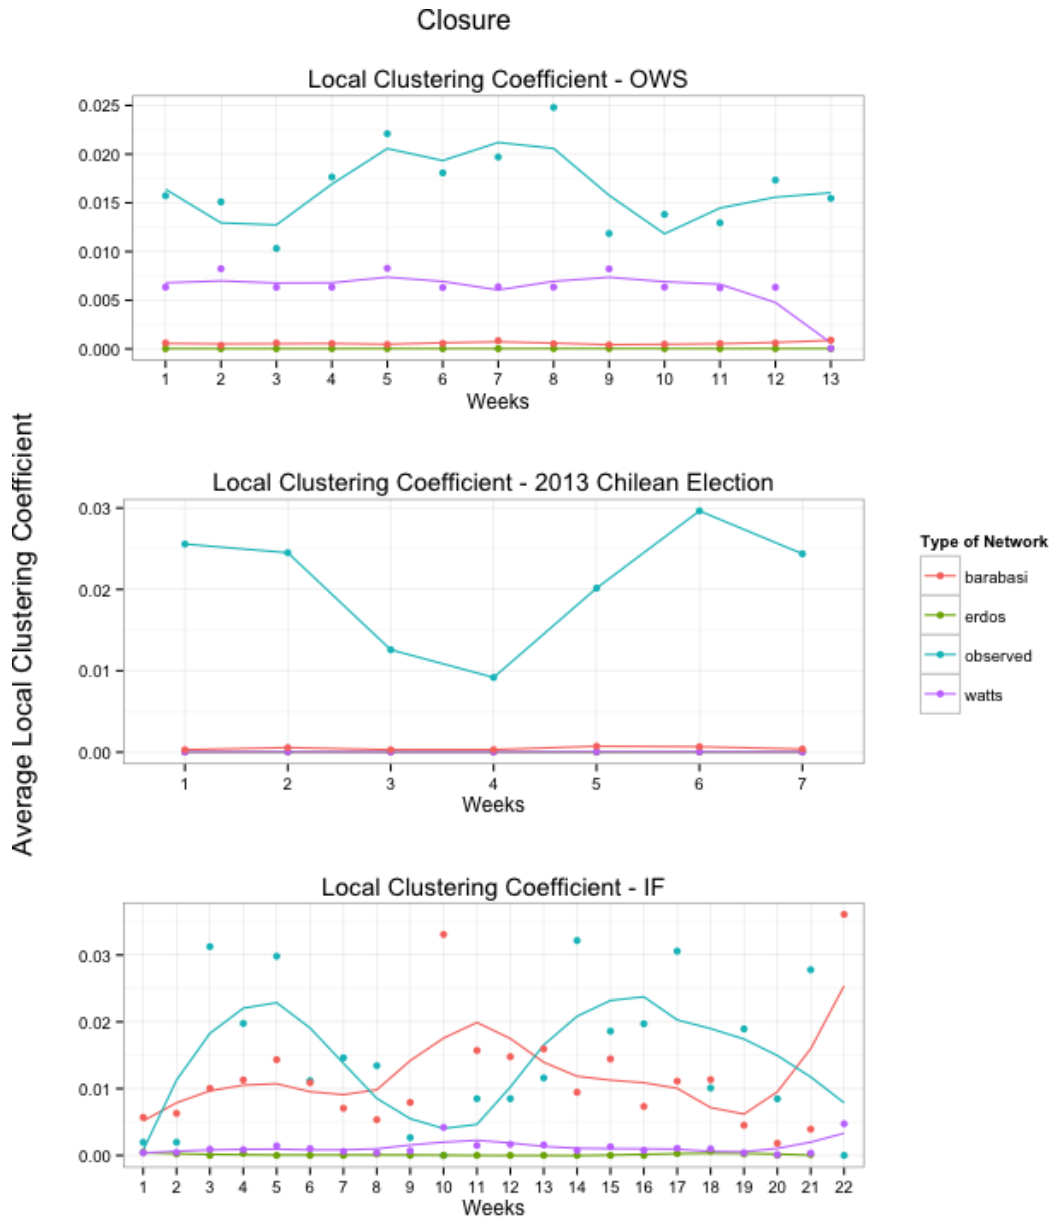 Closure
Local Clustering Coefficient - OWS
0.025
0.020
0.015
0.010
0.005
0.000
1 2 3 4 5 6 7 8 9 10 11 12 13
Weeks
Average Local Clustering Coefficient
Local Clustering Coefficient - 2013 Chilean Election
0.03
0.02
0.01
0.00
1 2 3 4 5 6 7
Weeks
Type of Network
barabasi
erdos
observed
watts
Local Clustering Coefficient - IF
0.03
0.02
0.01
0.00
1 2 3 4 5 6 7 8 9 10 11 12 13 14 15 16 17 18 19 20 21 22
Weeks